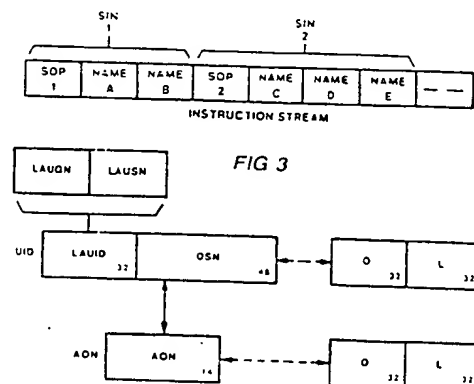 SIN SIN
1 2
SOP NAME NAME SOP NAME NAME NAME
1 A B 2 C D E
INSTRUCTION STREAM
FIG 3
LAUGN LAUSN
UID LAUID 32 OSN 48 O 32 L 32
AON AON 14 O 32 L 32